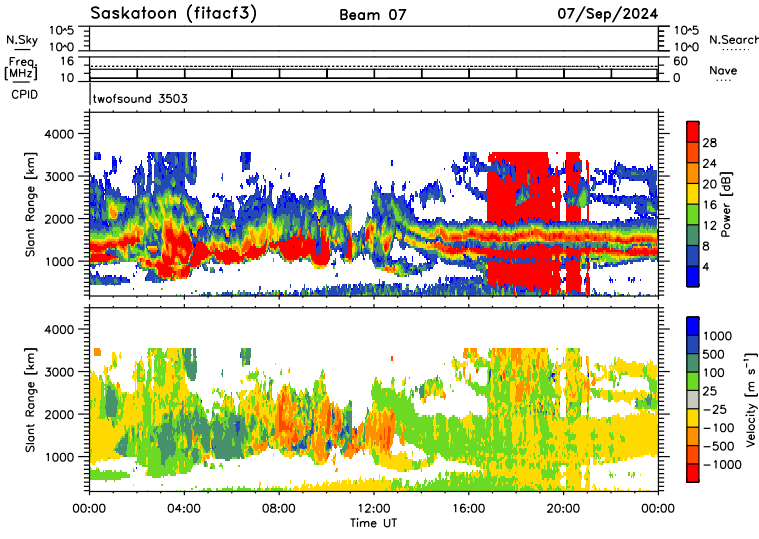 Saskatoon (fitacf3) Beam 07 07/Sep/2024
N.Sky 10^5 10^0 10^5 10^0 N.Search
Freq. [MHz] 16 10 60 0 Nave
CPID twofsound 3503
Slant Range [km] 4000 3000 2000 1000
Power [dB] 28 24 20 16 12 8 4
Slant Range [km] 4000 3000 2000 1000
Velocity [m s⁻¹] 1000 500 100 25 −25 −100 −500 −1000
00:00 04:00 08:00 12:00 16:00 20:00 00:00
Time UT